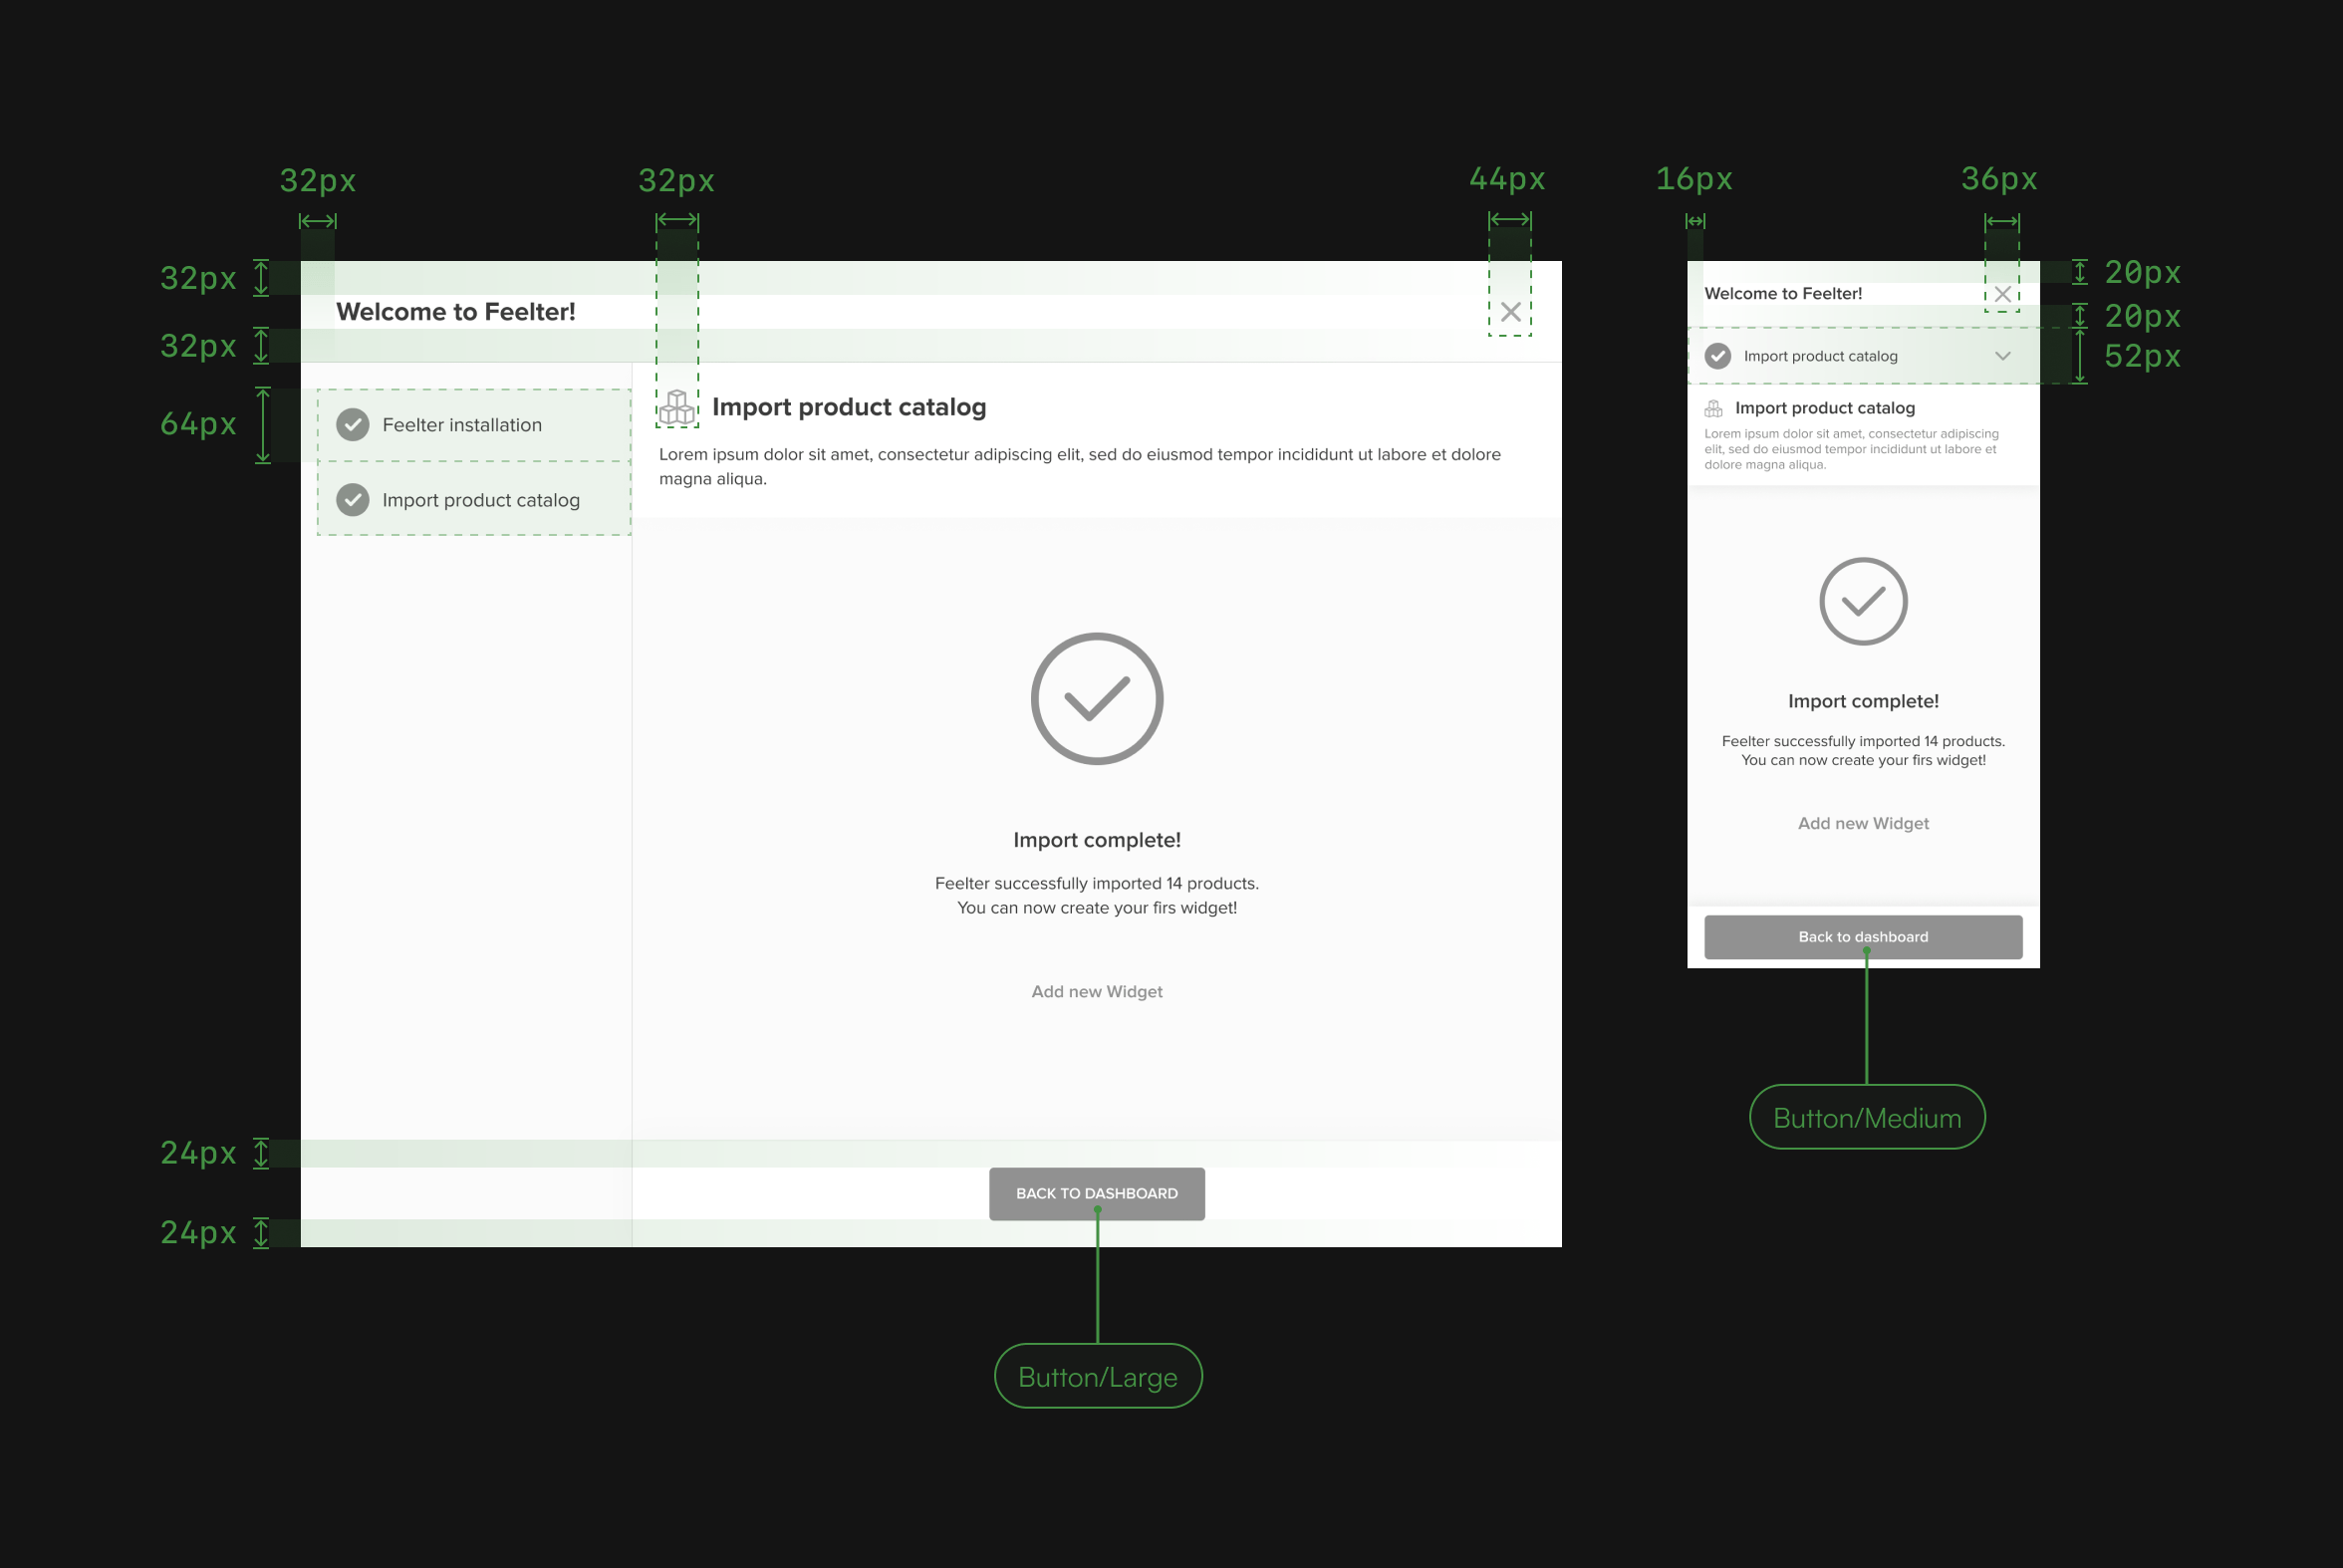 32px
32px
44px
16px
36px
32px
32px
64px
24px
24px
Welcome to Feelter!
Feelter installation
Import product catalog
Import product catalog
Lorem ipsum dolor sit amet, consectetur adipiscing elit, sed do eiusmod tempor incididunt ut labore et dolore
magna aliqua.
Import complete!
Feelter successfully imported 14 products.
You can now create your firs widget!
Add new Widget
BACK TO DASHBOARD
Button/Large
Welcome to Feelter!
20px
20px
52px
Import product catalog
Import product catalog
Lorem ipsum dolor sit amet, consectetur adipiscing
elit, sed do eiusmod tempor incididunt ut labore et
dolore magna aliqua.
Import complete!
Feelter successfully imported 14 products.
You can now create your firs widget!
Add new Widget
Back to dashboard
Button/Medium